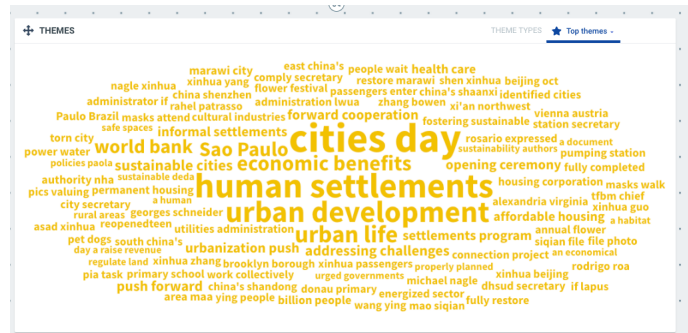 THEMES
THEME TYPES
Top themes
marawi city
east china's
people wait
health care
nagle xinhua
xinhua yang
comply secretary
restore marawi
shen xinhua
beijing oct
china shenzhen
flower festival
passengers enter
china's shaanxi
identified cities
administrator if
rahel patrasso
administration lwua
zhang bowen
xi'an northwest
Paulo Brazil
masks attend
cultural industries
forward cooperation
fostering sustainable
vienna austria
station secretary
safe spaces
informal settlements
cities day
torn city
world bank
Sao Paulo
rosario expressed
a document
power water
sustainability authors
pumping station
policies paola
sustainable cities
economic benefits
opening ceremony
fully completed
authority nha
sustainable deda
human settlements
housing corporation
masks walk
pics valuing
permanent housing
a human
alexandria virginia
tfbm chief
city secretary
xinhua guo
rural areas
georges schneider
urban development
affordable housing
a habitat
asad xinhua
reopenedteen
utilities administration
urban life
annual flower
settlements program
siqian file
file photo
pet dogs
south china's
day a raise revenue
urbanization push
addressing challenges
connection project
an economical
regulate land
xinhua zhang
brooklyn borough
xinhua passengers
properly planned
rodrigo roa
pia task
primary school
work collectively
urged governments
michael nagle
xinhua beijing
push forward
china's shandong
donau primary
energized sector
dhsud secretary
if lapus
area maa
ying people
billion people
wang ying
mao siqian
fully restore